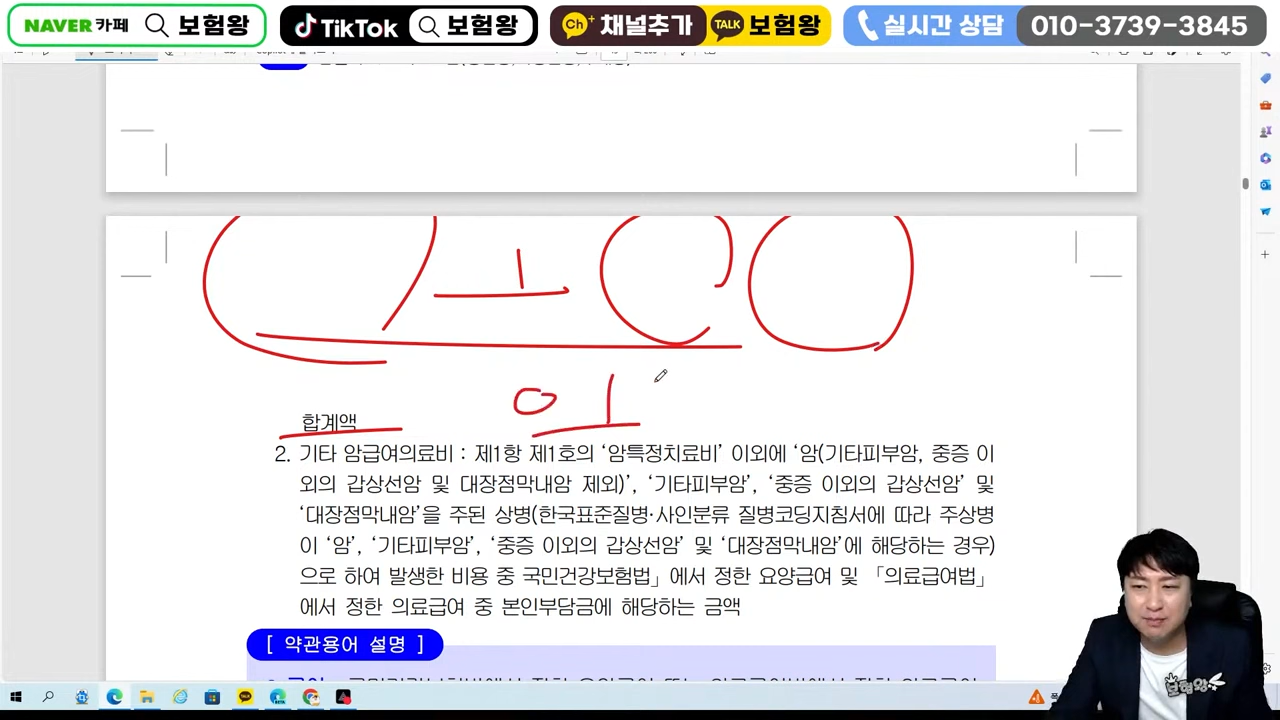 NAVER 카페 보험왕 TikTok 보험왕 Ch+ 채널추가 TALK 보험왕 실시간 상담 010-3739-3845
0 1
합계액
2. 기타 암급여의료비 : 제1항 제1호의 ‘암특정치료비’ 이외에 ‘암(기타피부암, 중증 이
외의 갑상선암 및 대장점막내암 제외)’, ‘기타피부암’, ‘중증 이외의 갑상선암’ 및
‘대장점막내암’을 주된 상병(한국표준질병·사인분류 질병코딩지침서에 따라 주상병
이 ‘암’, ‘기타피부암’, ‘중증 이외의 갑상선암’ 및 ‘대장점막내암’에 해당하는 경우)
으로 하여 발생한 비용 중 국민건강보험법」에서 정한 요양급여 및 「의료급여법」
에서 정한 의료급여 중 본인부담금에 해당하는 금액
[ 약관용어 설명 ]
보험왕